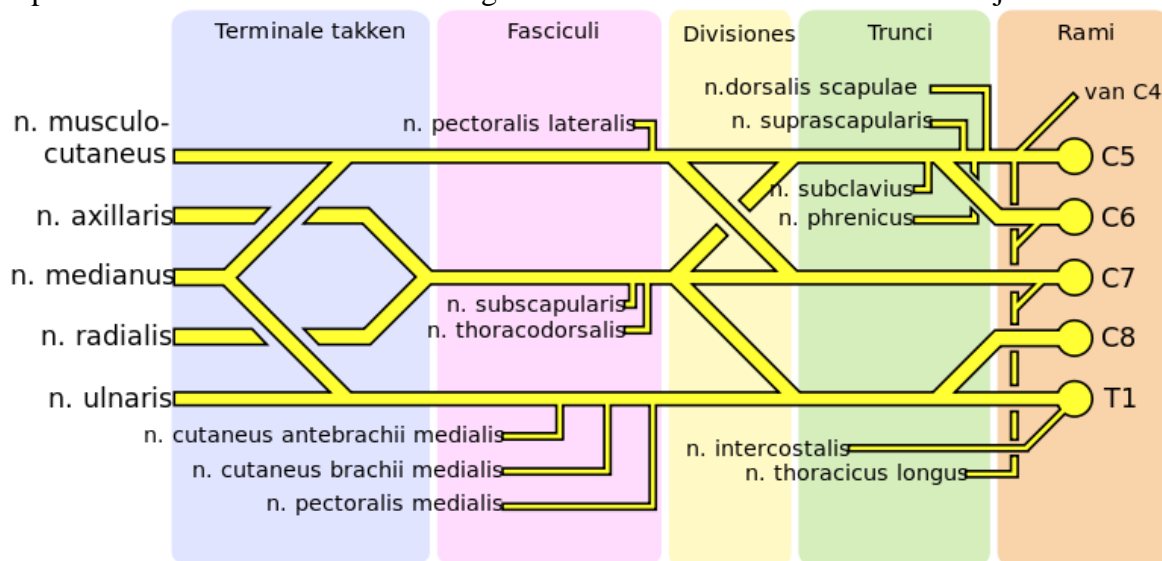 Terminale takken
Fasciculi
Divisiones
Trunci
Rami
n.dorsalis scapulae
van C4
n. musculo-
cutaneus
n. pectoralis lateralis
n. suprascapularis
C5
n. subclavius
n. axillaris
n. phrenicus
C6
n. medianus
C7
n. subscapularis
n. thoracodorsalis
n. radialis
C8
n. ulnaris
T1
n. cutaneus antebrachii medialis
n. intercostalis
n. cutaneus brachii medialis
n. thoracicus longus
n. pectoralis medialis